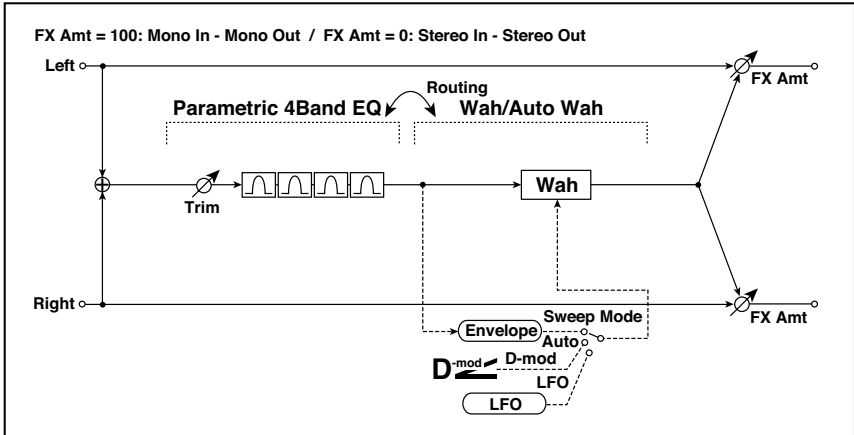 FX Amt = 100: Mono In - Mono Out / FX Amt = 0: Stereo In - Stereo Out
Left
FX Amt
Routing
Parametric 4Band EQ
Wah/Auto Wah
Trim
Wah
Right
FX Amt
Sweep Mode
Envelope
Auto
D-mod
D-mod
LFO
LFO